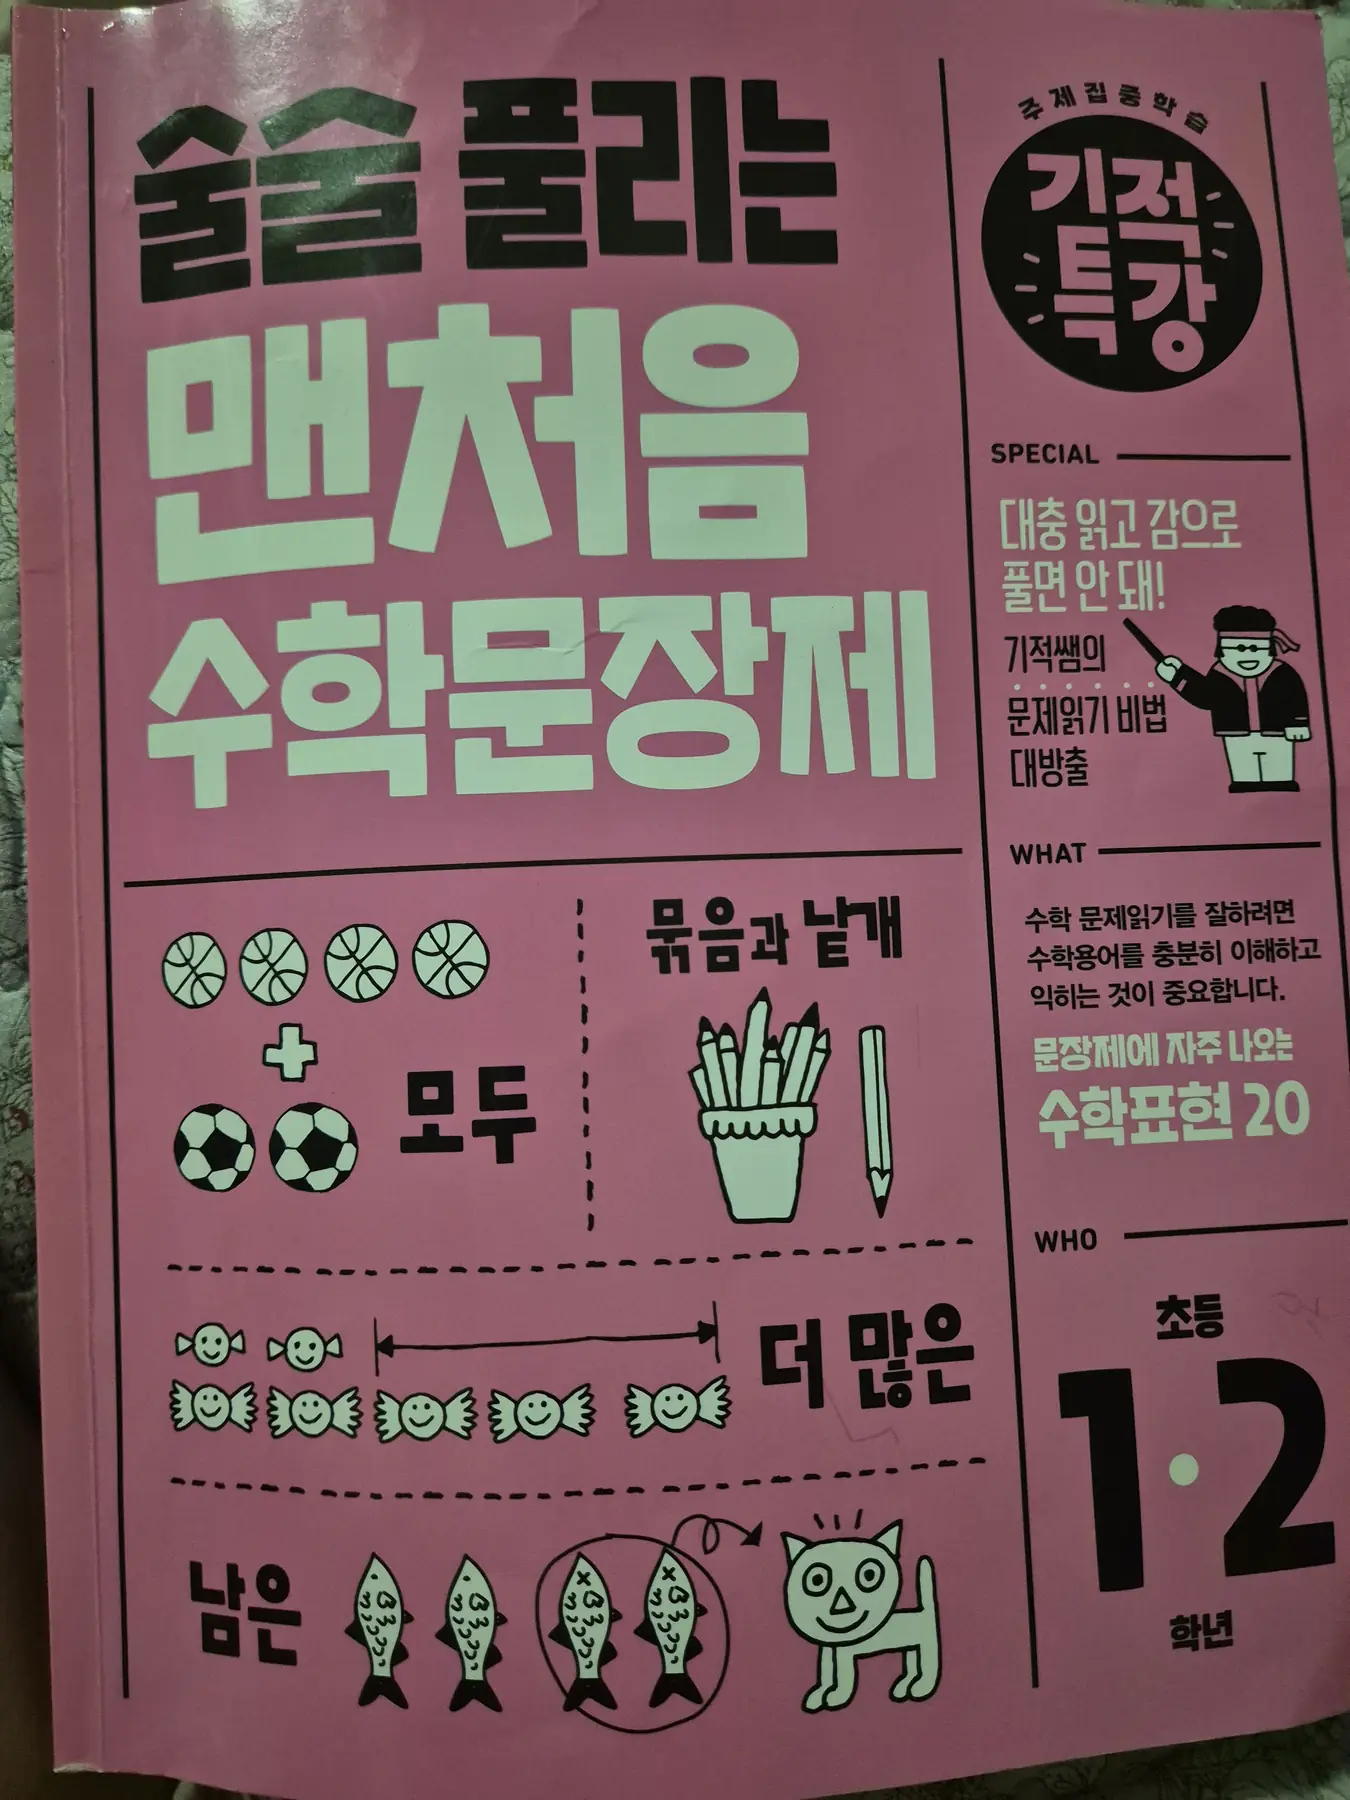 술술 풀리는
맨처음
수학문장제
주제집중학습
기적
특강
SPECIAL
대충 읽고 감으로
풀면 안 돼!
기적쌤의
문제읽기 비법
대방출
WHAT
수학 문제읽기를 잘하려면
수학용어를 충분히 이해하고
익히는 것이 중요합니다.
문장제에 자주 나오는
수학표현 20
WHO
초등
1·2
학년
모두
묶음과 낱개
더 많은
남은